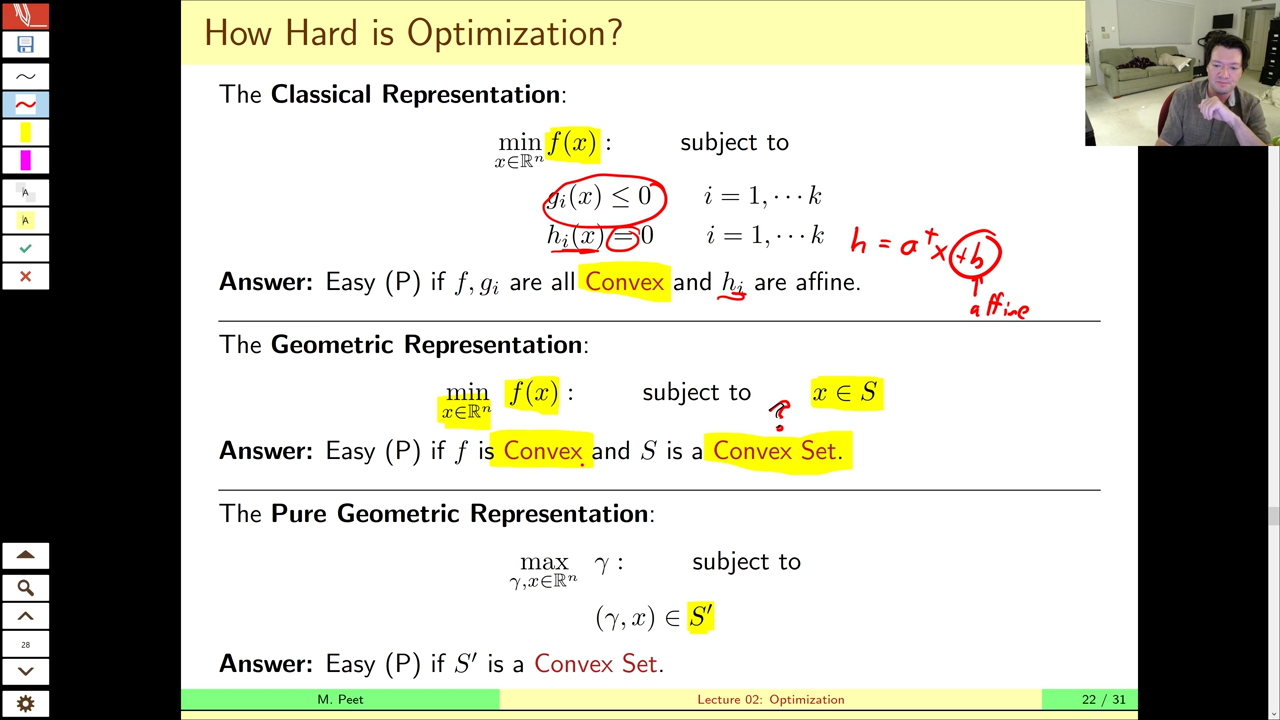 How Hard is Optimization?
The Classical Representation:
min f(x) : subject to
x∈ℝⁿ
gᵢ(x) ≤ 0 i = 1, ⋯ k
hᵢ(x) = 0 i = 1, ⋯ k
h = aᵀx + b
Answer: Easy (P) if f, gᵢ are all Convex and hᵢ are affine.
affine
The Geometric Representation:
min f(x) : subject to x ∈ S
x∈ℝⁿ
?
Answer: Easy (P) if f is Convex and S is a Convex Set.
The Pure Geometric Representation:
max γ : subject to
γ,x∈ℝⁿ
(γ, x) ∈ S′
Answer: Easy (P) if S′ is a Convex Set.
28
M. Peet Lecture 02: Optimization 22 / 31
A
A